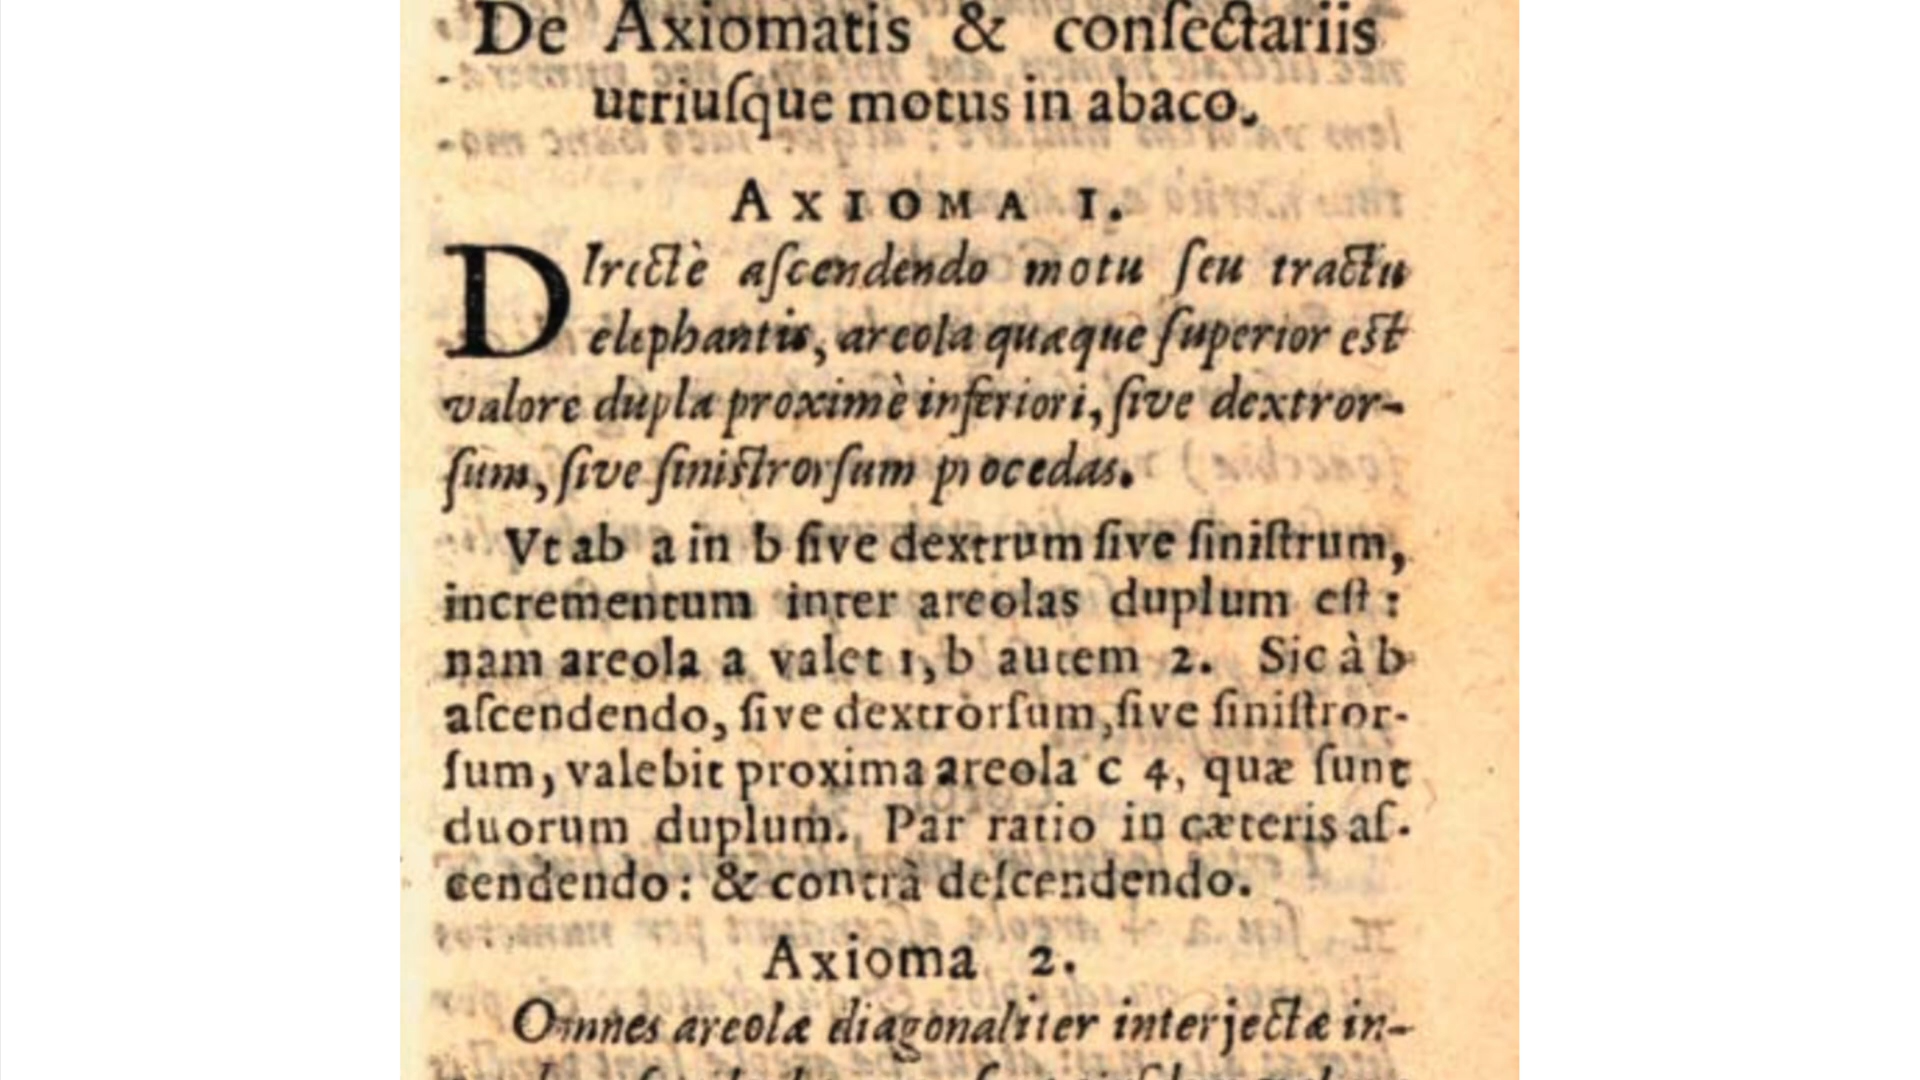 De Axiomatis & conſectariis
utriuſque motus in abaco.
AXIOMA I.
DIrectè aſcendendo motu ſeu tractu
elephantis, areola quæque ſuperior est
valore dupla proximè inferiori, ſive dextror-
ſum, ſive ſinistrorſum procedas.
Vt ab a in b ſive dextrum ſive ſiniſtrum,
incrementum inter areolas duplum eſt:
nam areola a valet 1, b autem 2. Sic à b
aſcendendo, ſive dextrorſum, ſive ſiniſtror-
ſum, valebit proxima areola c 4, quæ ſunt
duorum duplum. Par ratio in cæteris aſ-
cendendo: & contrà deſcendendo.
Axioma 2.
Omnes areolæ diagonaliter interjectæ in-